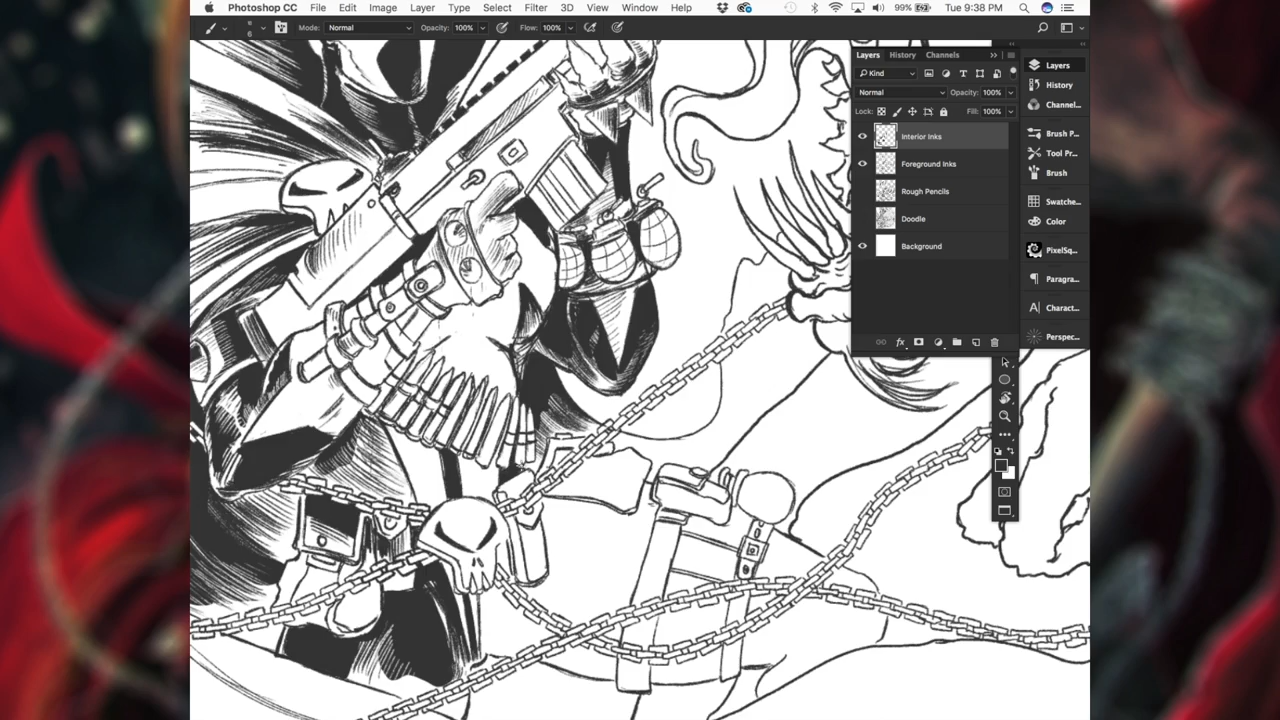 Photoshop CC File Edit Image Layer Type Select Filter 3D View Window Help 99% Tue 9:38 PM
6 Mode: Normal Opacity: 100% Flow: 100%
Layers History Channels
Kind
Normal Opacity: 100%
Lock: Fill: 100%
Interior Inks
Foreground Inks
Rough Pencils
Doodle
Background
fx
Layers
History
Channel...
Brush P...
Tool Pr...
Brush
Swatche...
Color
PixelSq...
Paragra...
Charact...
Perspec...